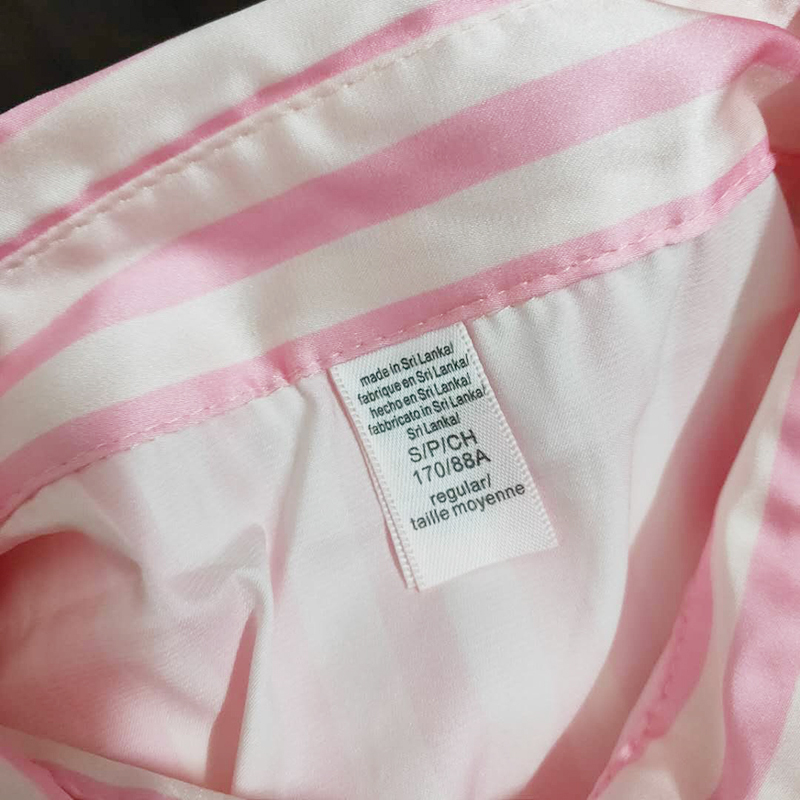 made in Sri Lanka/
fabrique en Sri Lanka/
hecho en Sri Lanka/
fabbricato in Sri Lanka/
Sri Lanka/
S/P/CH
170/88A
regular/
taille moyenne